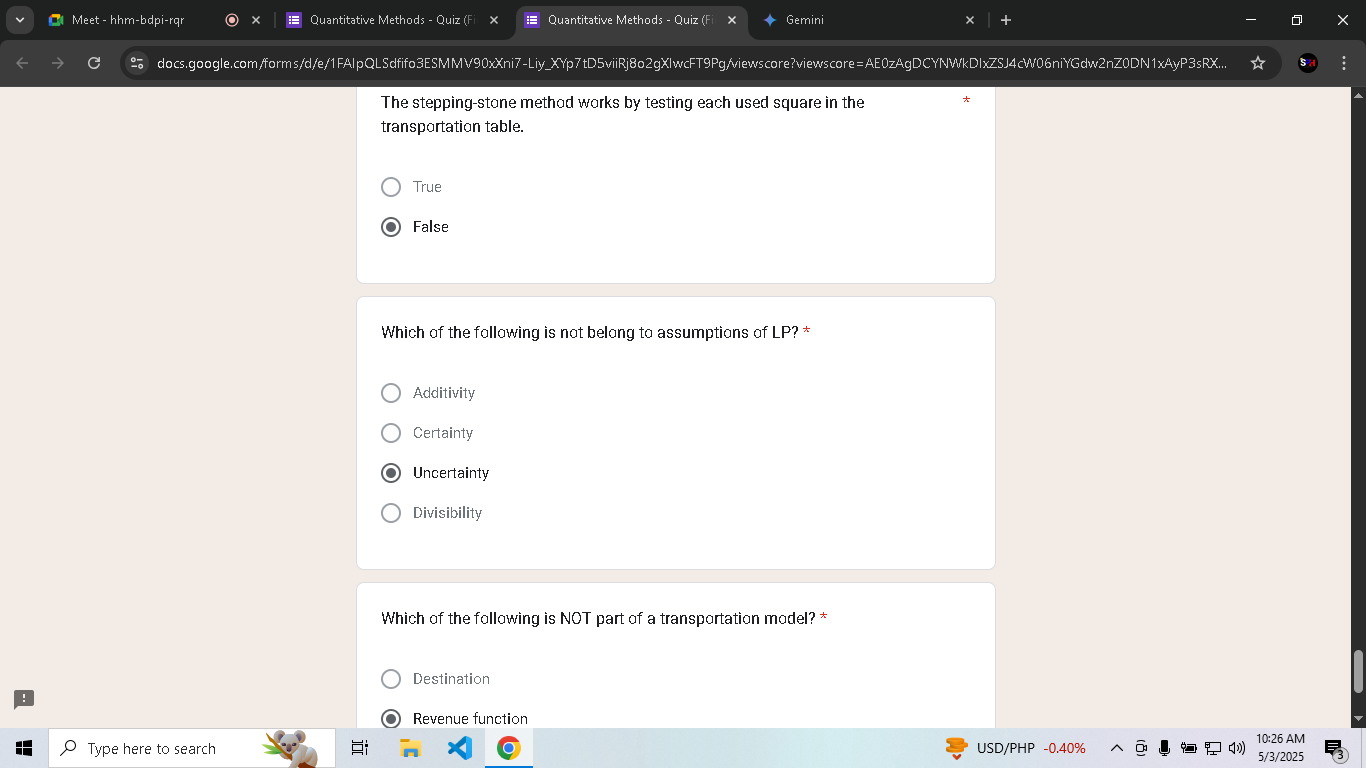 Meet - hhm-bdpi-rqr
Quantitative Methods - Quiz (Fi
Quantitative Methods - Quiz (Fi
Gemini
docs.google.com/forms/d/e/1FAIpQLSdfifo3ESMMV90xXni7-Liy_XYp7tD5viiRj8o2gXlwcFT9Pg/viewscore?viewscore=AE0zAgDCYNWkDIxZSJ4cW06niYGdw2nZ0DN1xAyP3sRX...
The stepping-stone method works by testing each used square in the *
transportation table.
True
False
Which of the following is not belong to assumptions of LP? *
Additivity
Certainty
Uncertainty
Divisibility
Which of the following is NOT part of a transportation model? *
Destination
Revenue function
Type here to search
USD/PHP -0.40%
10:26 AM
5/3/2025
3